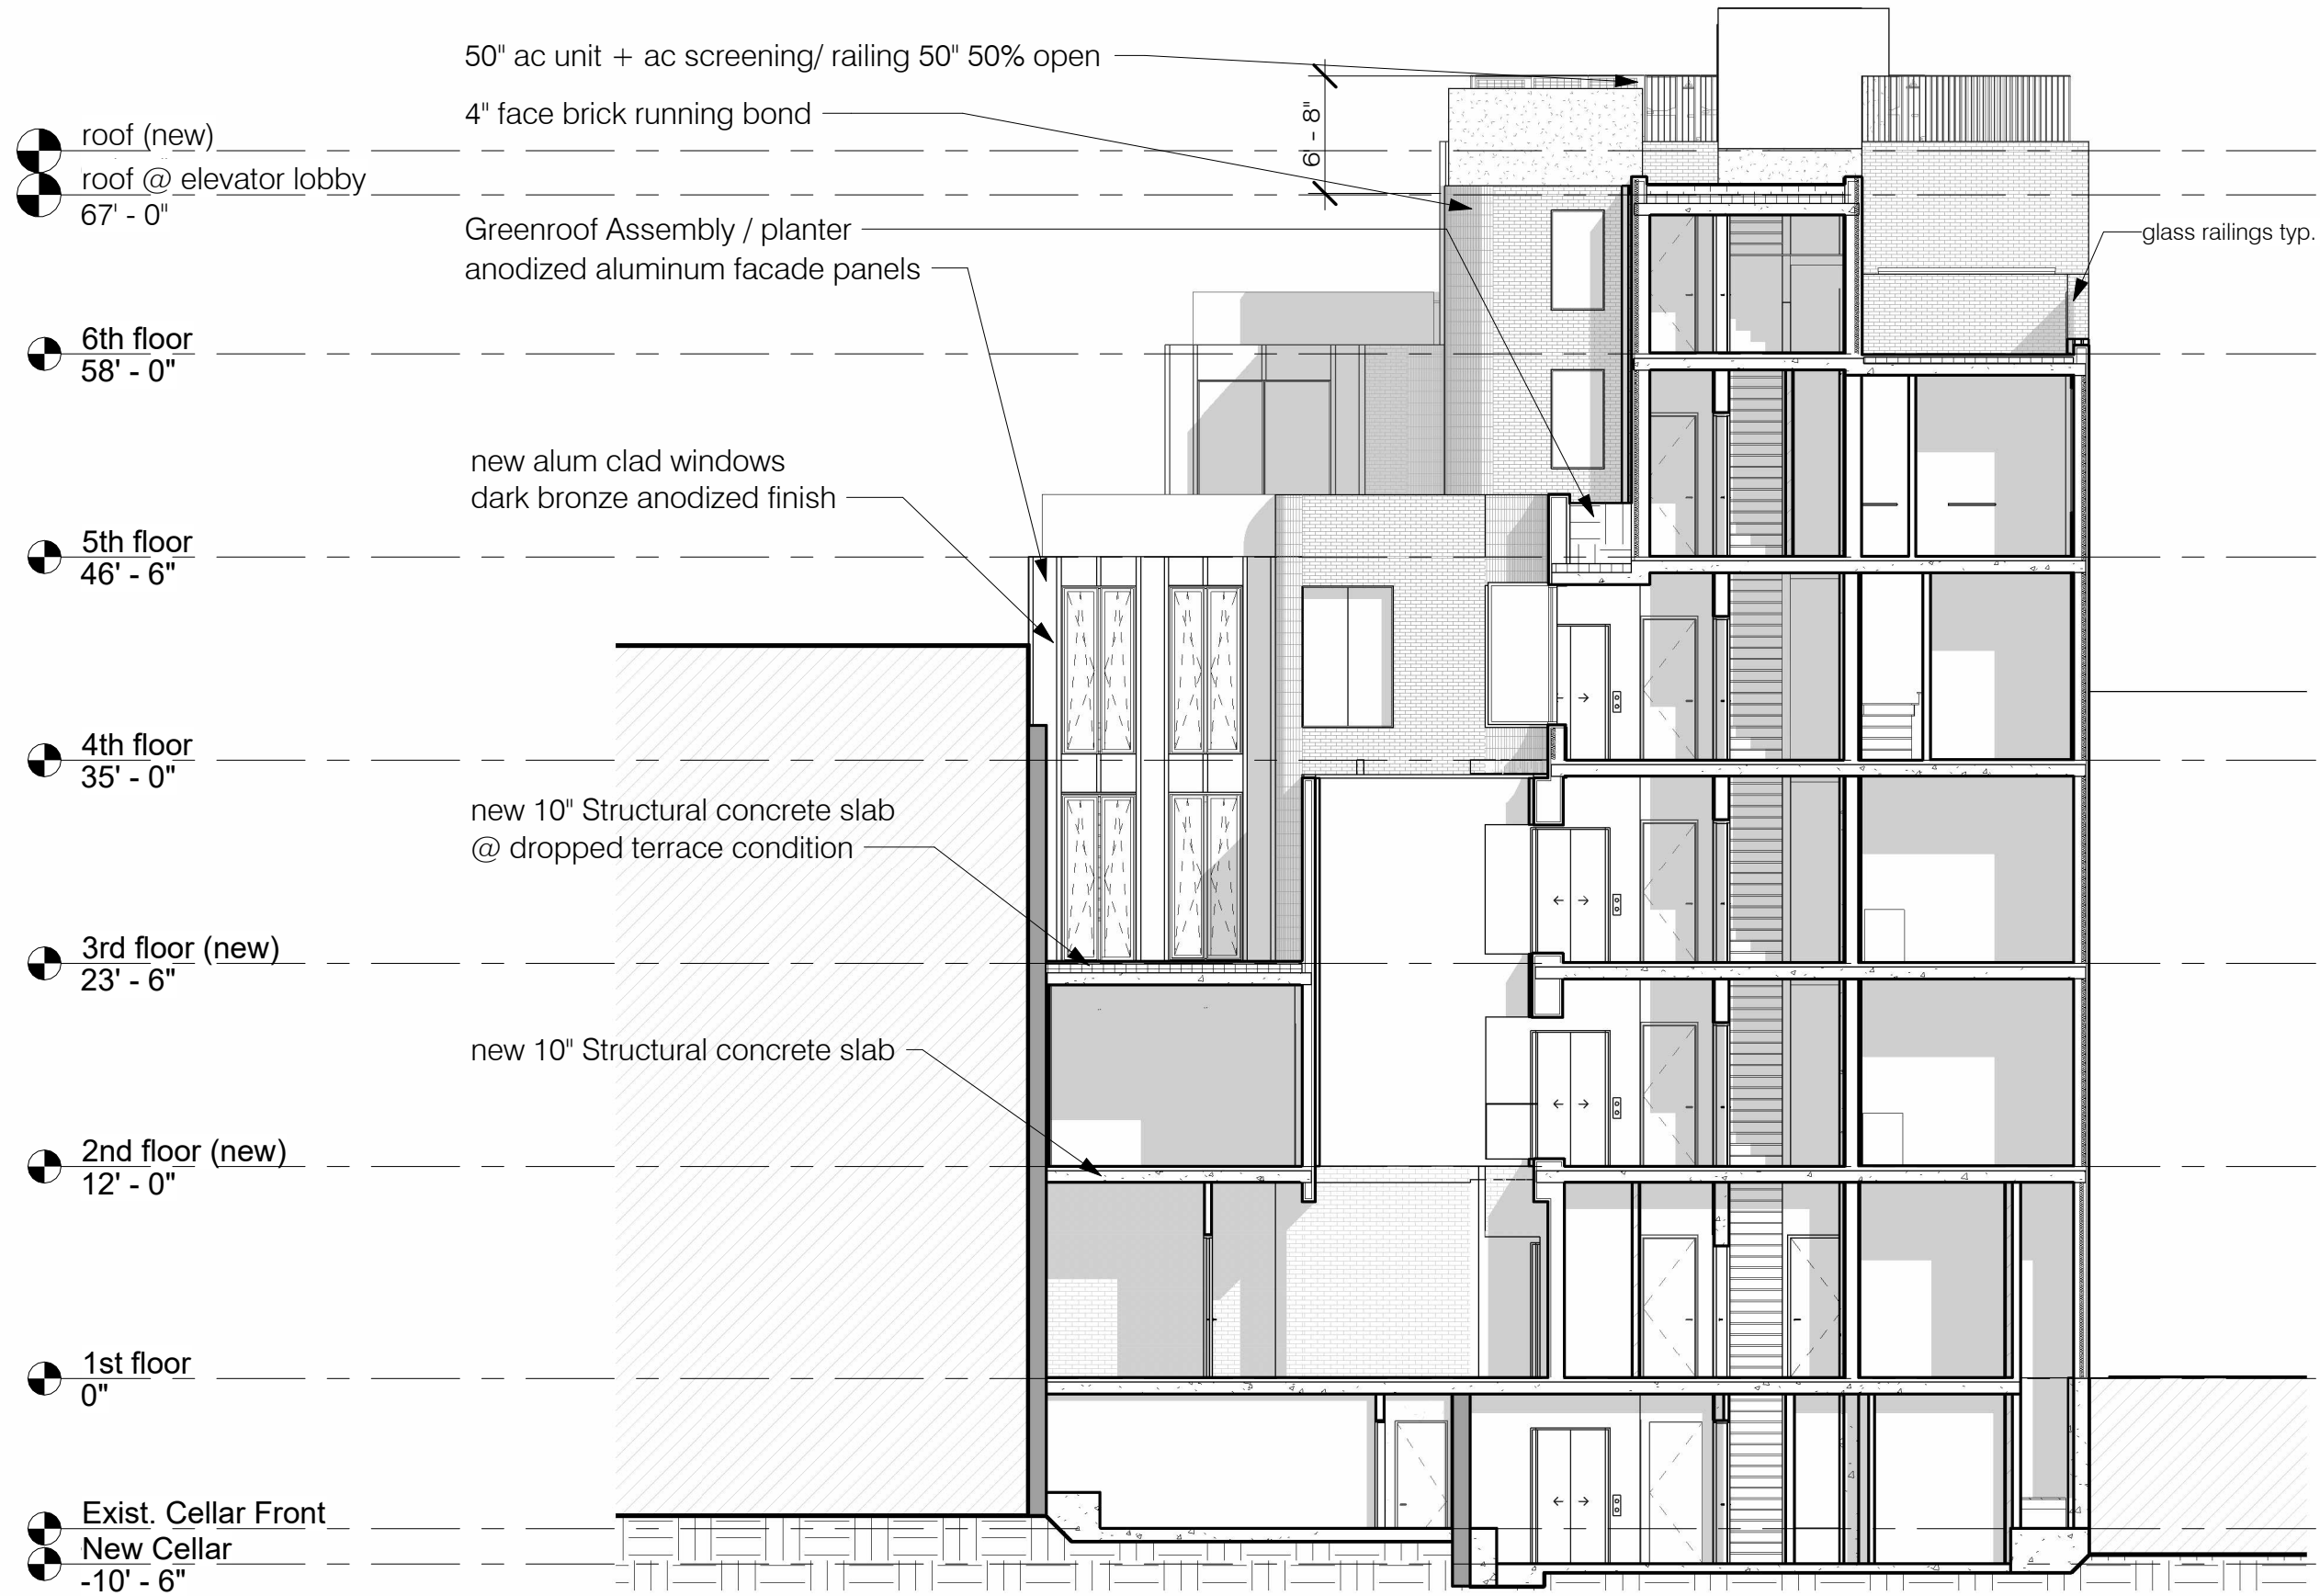 50" ac unit + ac screening/ railing 50" 50% open
4" face brick running bond
6' - 8"
roof (new)
roof @ elevator lobby
67' - 0"
Greenroof Assembly / planter
glass railings typ.
anodized aluminum facade panels
6th floor
58' - 0"
new alum clad windows
dark bronze anodized finish
5th floor
46' - 6"
4th floor
35' - 0"
new 10" Structural concrete slab
@ dropped terrace condition
3rd floor (new)
23' - 6"
new 10" Structural concrete slab
2nd floor (new)
12' - 0"
1st floor
0"
Exist. Cellar Front
New Cellar
-10' - 6"